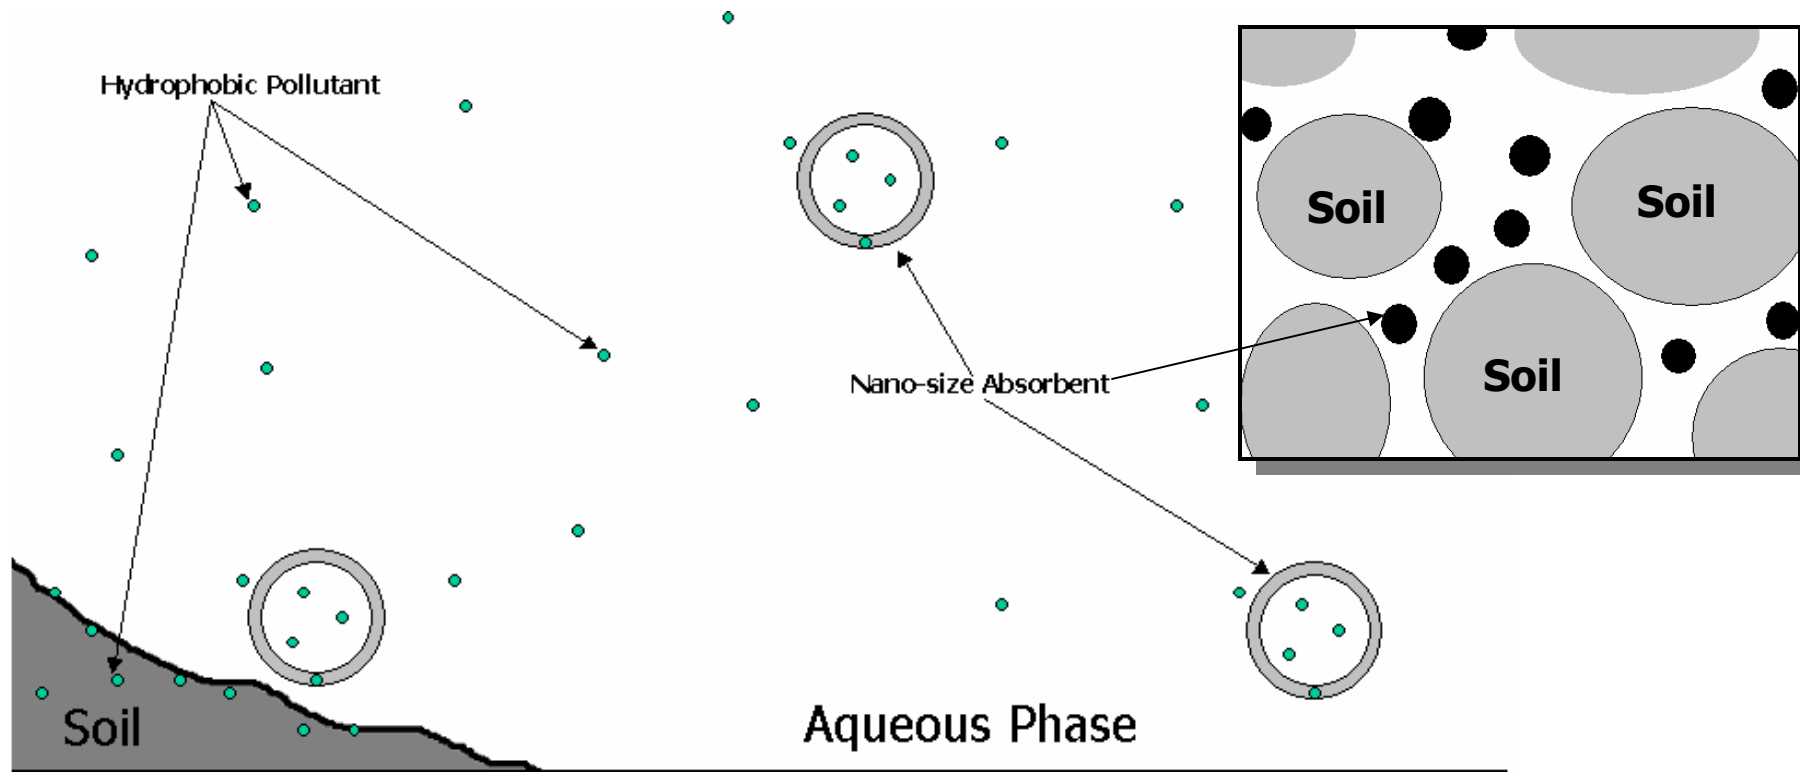 Hydrophobic Pollutant
Soil
Soil
Nano-size Absorbent
Soil
Soil
Aqueous Phase